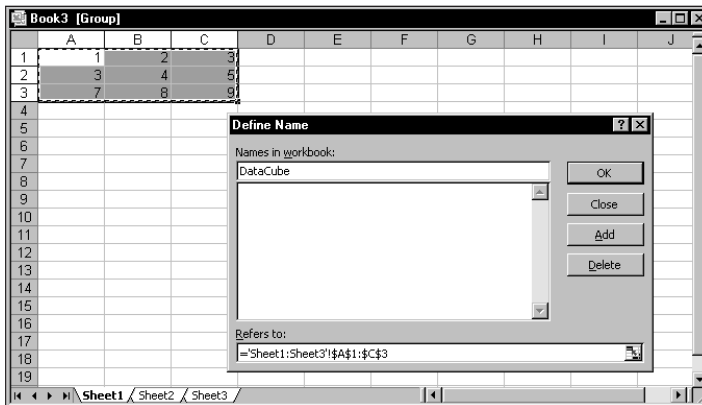 Book3 [Group]
A B C D E F G H I J
1 1 2 3
2 3 4 5
3 7 8 9
4
5
6
7
8
9
10
11
12
13
14
15
16
17
18
19
Define Name
Names in workbook:
DataCube
OK
Close
Add
Delete
Refers to:
='Sheet1:Sheet3'!$A$1:$C$3
Sheet1 Sheet2 Sheet3